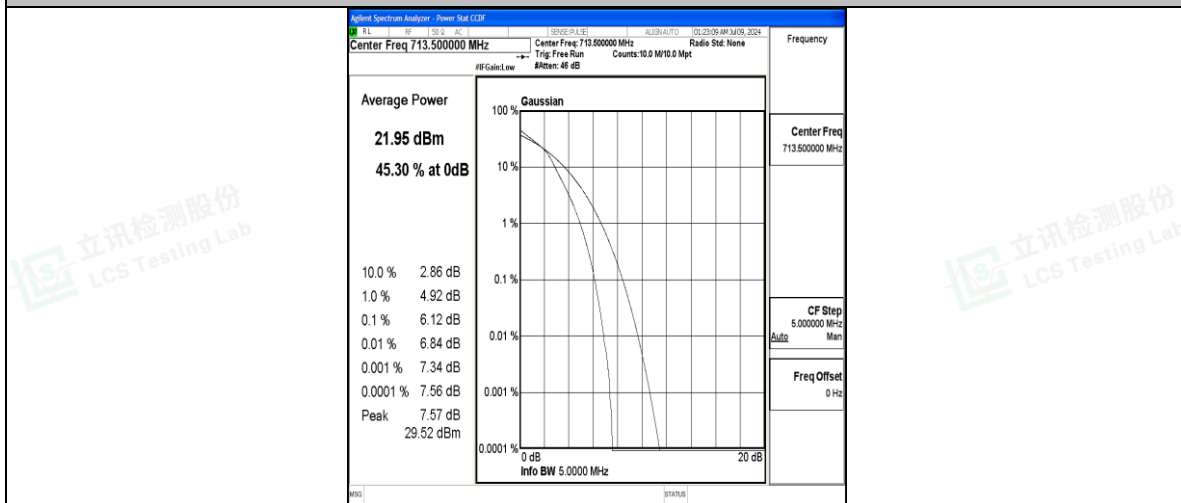 Agilent Spectrum Analyzer - Power Stat CCDF
RL RF 50 Ω AC SENSE:PULSE ALIGN AUTO 01:23:09 AM Jul 09, 2024
Center Freq 713.500000 MHz
Center Freq: 713.500000 MHz Radio Std: None
Trig: Free Run Counts:10.0 M/10.0 Mpt
#IFGain:Low #Atten: 46 dB
Frequency
Average Power
21.95 dBm
45.30 % at 0dB
10.0 % 2.86 dB
1.0 % 4.92 dB
0.1 % 6.12 dB
0.01 % 6.84 dB
0.001 % 7.34 dB
0.0001 % 7.56 dB
Peak 7.57 dB
29.52 dBm
Gaussian
100 %
10 %
1 %
0.1 %
0.01 %
0.001 %
0.0001 %
0 dB 20 dB
Info BW 5.0000 MHz
Center Freq
713.500000 MHz
CF Step
5.000000 MHz
Auto Man
Freq Offset
0 Hz
MSG STATUS
立讯检测股份
LCS Testing Lab
立讯检测股份
LCS Testing Lab